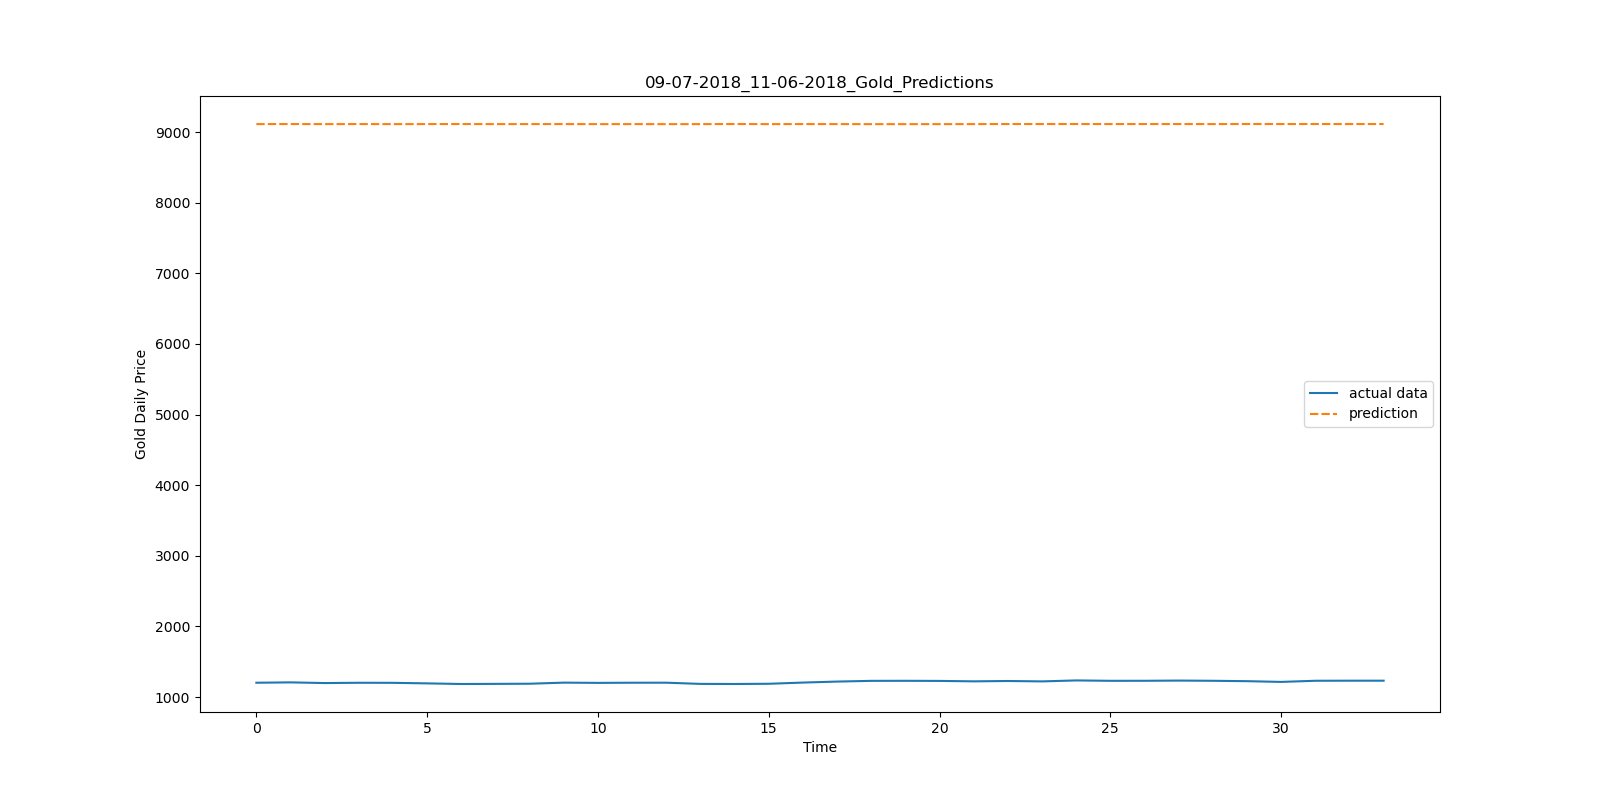 09-07-2018_11-06-2018_Gold_Predictions
9000
8000
7000
6000
5000
4000
3000
2000
1000
Gold Daily Price
actual data
prediction
0 5 10 15 20 25 30
Time